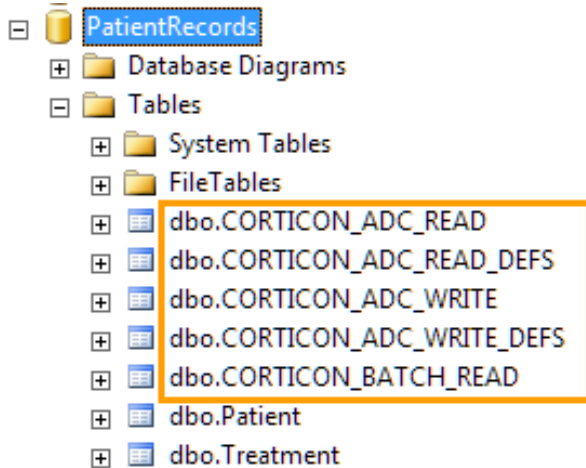 PatientRecords
Database Diagrams
Tables
System Tables
FileTables
dbo.CORTICON_ADC_READ
dbo.CORTICON_ADC_READ_DEFS
dbo.CORTICON_ADC_WRITE
dbo.CORTICON_ADC_WRITE_DEFS
dbo.CORTICON_BATCH_READ
dbo.Patient
dbo.Treatment